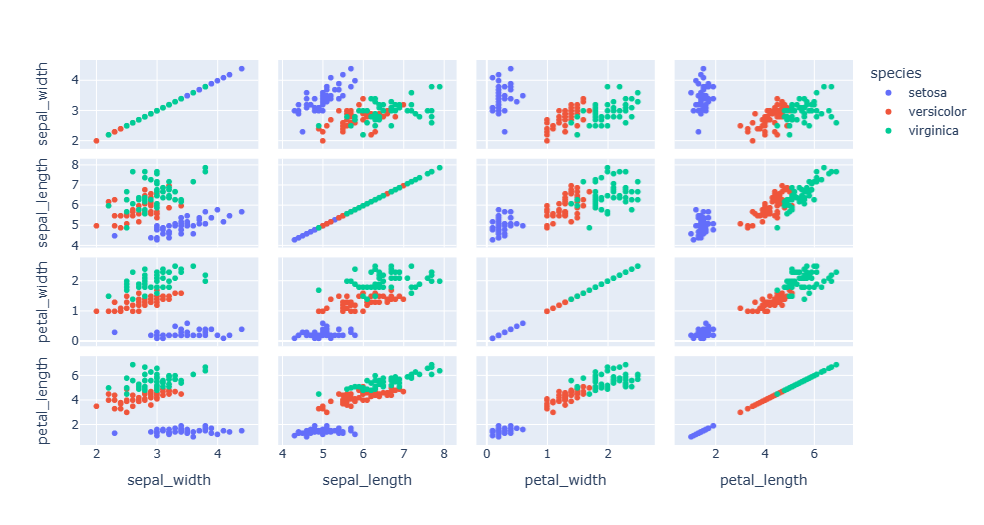 species
setosa
versicolor
virginica
sepal_width
4
3
2
sepal_length
8
7
6
5
4
petal_width
2
1
0
petal_length
6
4
2
2 3 4
4 5 6 7 8
0 1 2
2 4 6
sepal_width sepal_length petal_width petal_length